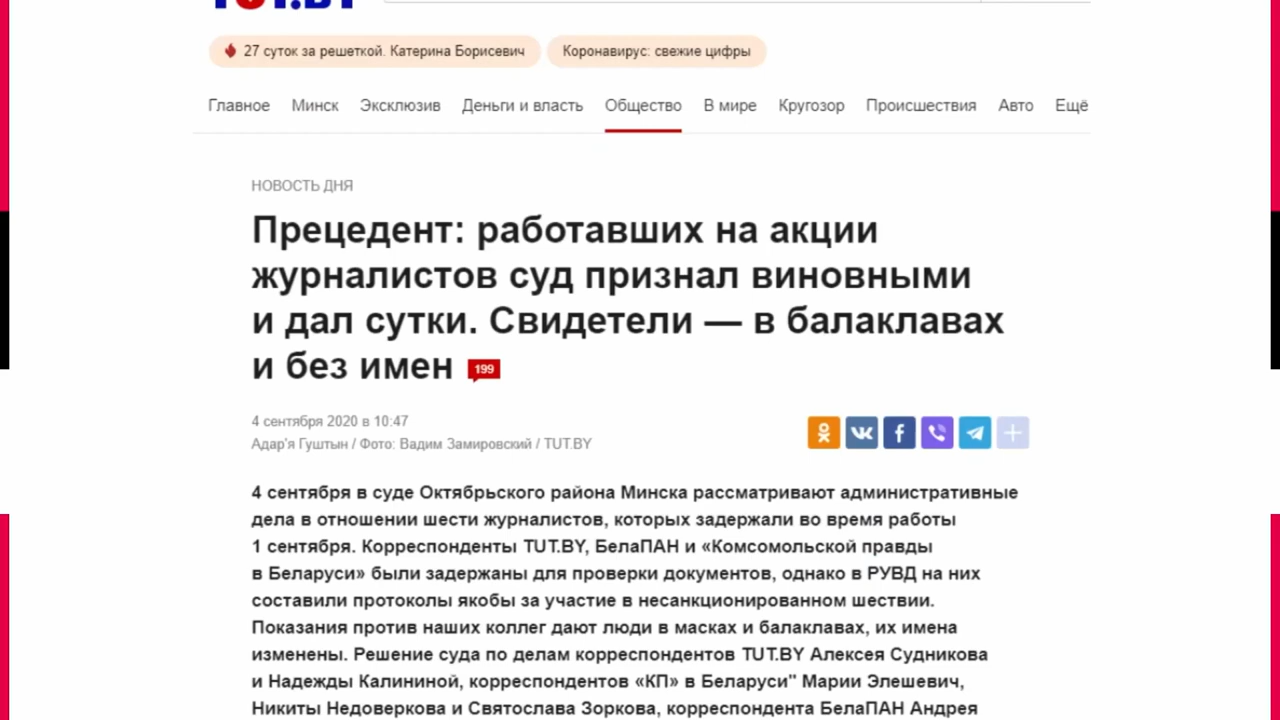 TUT.BY
27 суток за решеткой. Катерина Борисевич
Коронавирус: свежие цифры
Главное Минск Эксклюзив Деньги и власть Общество В мире Кругозор Происшествия Авто Ещё
НОВОСТЬ ДНЯ
Прецедент: работавших на акции
журналистов суд признал виновными
и дал сутки. Свидетели — в балаклавах
и без имен 199
4 сентября 2020 в 10:47
Адар'я Гуштын / Фото: Вадим Замировский / TUT.BY
4 сентября в суде Октябрьского района Минска рассматривают административные
дела в отношении шести журналистов, которых задержали во время работы
1 сентября. Корреспонденты TUT.BY, БелаПАН и «Комсомольской правды
в Беларуси» были задержаны для проверки документов, однако в РУВД на них
составили протоколы якобы за участие в несанкционированном шествии.
Показания против наших коллег дают люди в масках и балаклавах, их имена
изменены. Решение суда по делам корреспондентов TUT.BY Алексея Судникова
и Надежды Калининой, корреспондентов «КП» в Беларуси" Марии Элешевич,
Никиты Недоверкова и Святослава Зоркова, корреспондента БелаПАН Андрея